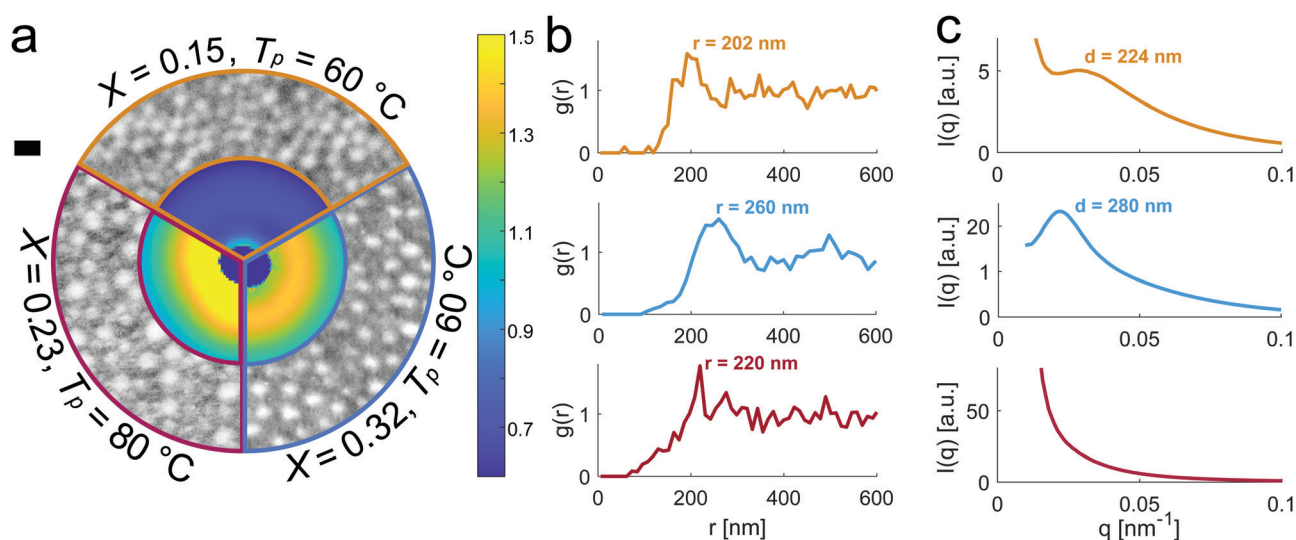 a
X = 0.15, Tp = 60 °C
X = 0.23, Tp = 80 °C
X = 0.32, Tp = 60 °C
1.5
1.3
1.1
0.9
0.7
b
r = 202 nm
g(r)
1
0
0
200
400
600
r = 260 nm
g(r)
1
0
0
200
400
600
r = 220 nm
g(r)
1
0
0
200
400
600
r [nm]
c
d = 224 nm
I(q) [a.u.]
5
0
0
0.05
0.1
d = 280 nm
I(q) [a.u.]
20
1
0
0
0.05
0.1
I(q) [a.u.]
50
0
0
0.05
0.1
q [nm⁻¹]